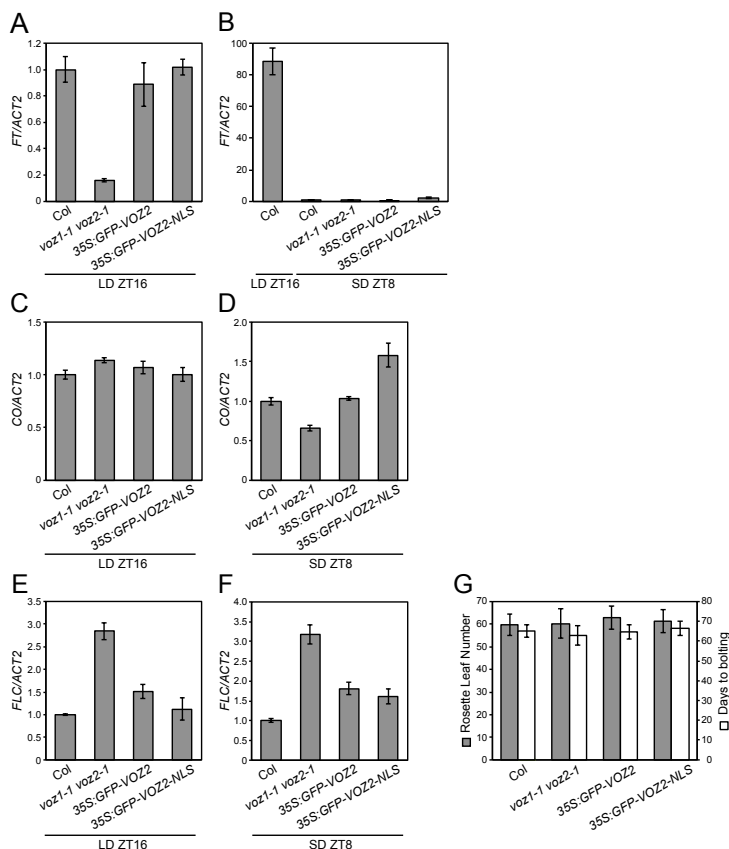 A
FT/ACT2
1.2
1.0
0.8
0.6
0.4
0.2
0
Col
voz1-1 voz2-1
35S:GFP-VOZ2
35S:GFP-VOZ2-NLS
LD ZT16
B
FT/ACT2
100
80
60
40
20
0
Col
Col
voz1-1 voz2-1
35S:GFP-VOZ2
35S:GFP-VOZ2-NLS
LD ZT16
SD ZT8
C
CO/ACT2
1.5
1.0
0.5
0
Col
voz1-1 voz2-1
35S:GFP-VOZ2
35S:GFP-VOZ2-NLS
LD ZT16
D
CO/ACT2
2.0
1.5
1.0
0.5
0
Col
voz1-1 voz2-1
35S:GFP-VOZ2
35S:GFP-VOZ2-NLS
SD ZT8
E
FLC/ACT2
3.5
3.0
2.5
2.0
1.5
1.0
0.5
0
Col
voz1-1 voz2-1
35S:GFP-VOZ2
35S:GFP-VOZ2-NLS
LD ZT16
F
FLC/ACT2
4.0
3.5
3.0
2.5
2.0
1.5
1.0
0.5
0
Col
voz1-1 voz2-1
35S:GFP-VOZ2
35S:GFP-VOZ2-NLS
SD ZT8
G
Rosette Leaf Number
70
60
50
40
30
20
10
0
80
70
60
50
40
30
20
10
0
Days to bolting
Col
voz1-1 voz2-1
35S:GFP-VOZ2
35S:GFP-VOZ2-NLS